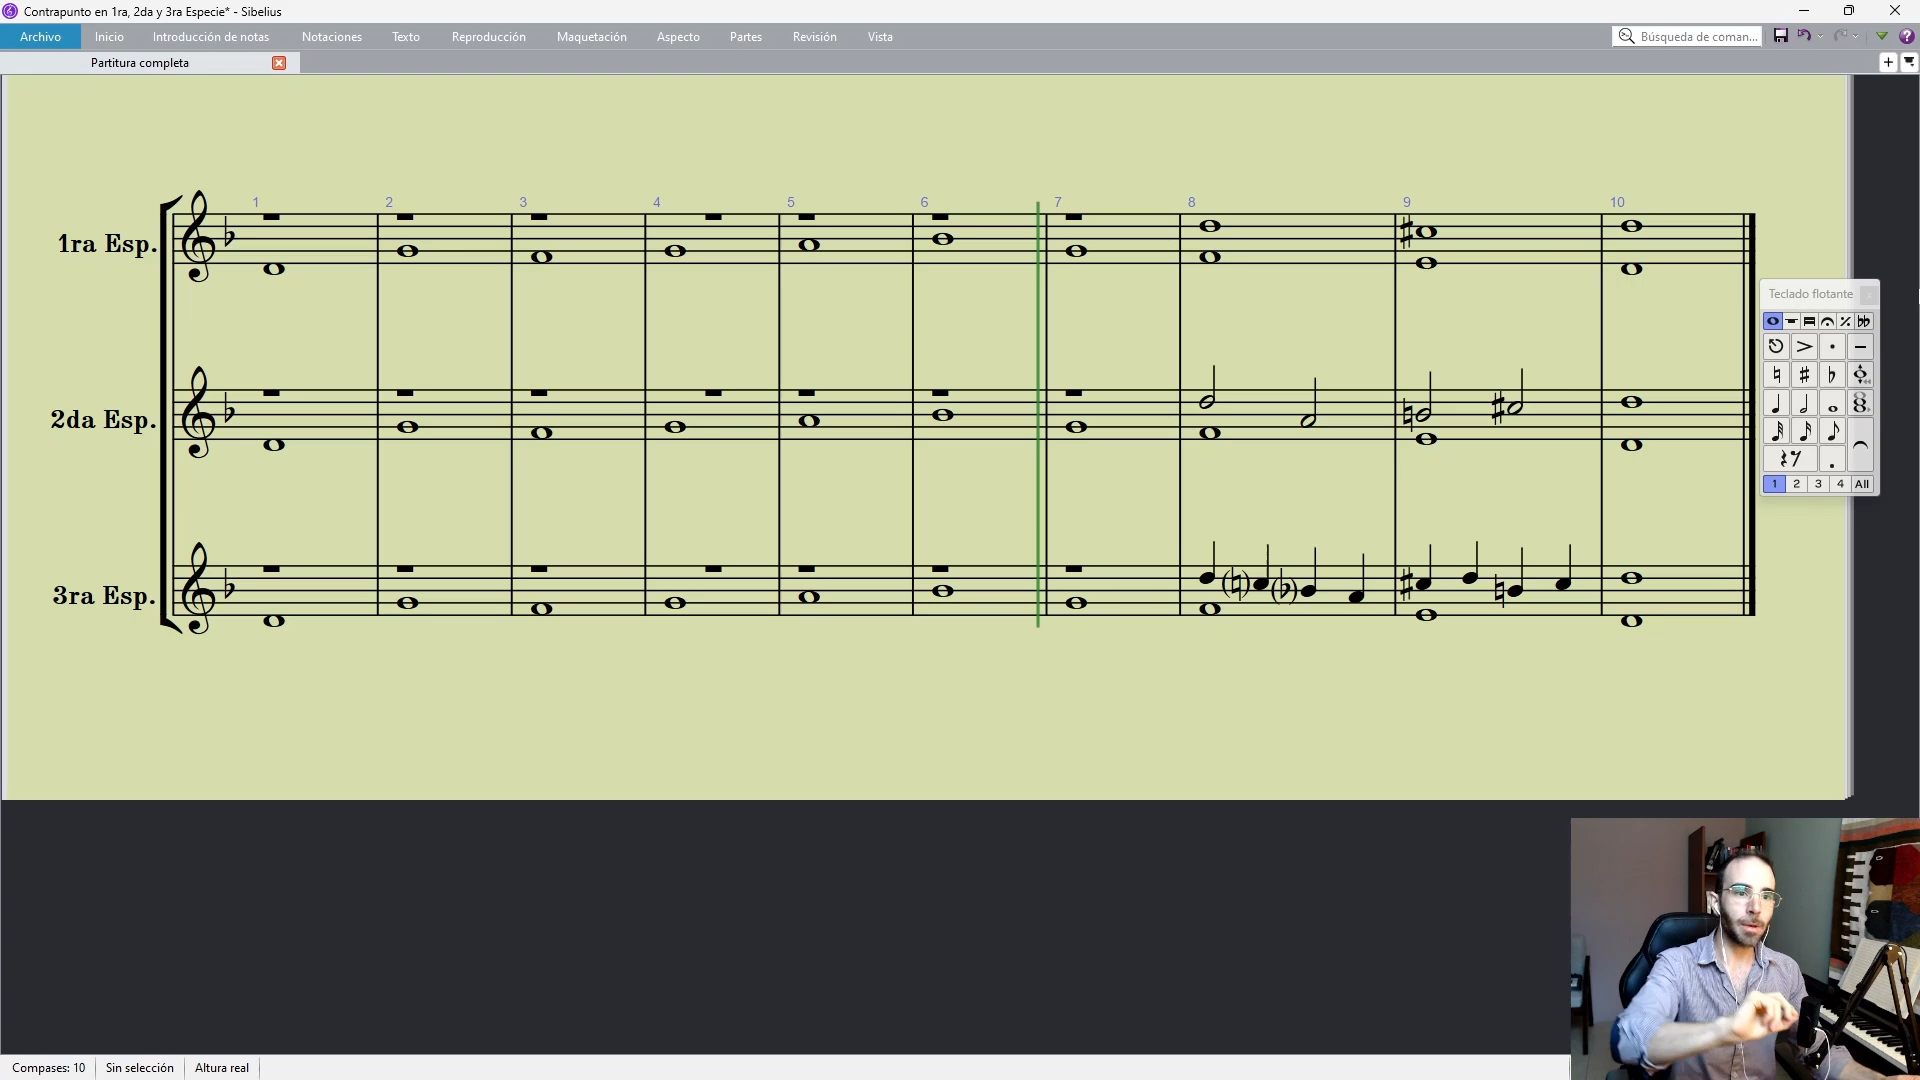 Contrapunto en 1ra, 2da y 3ra Especie* - Sibelius
Archivo Inicio Introducción de notas Notaciones Texto Reproducción Maquetación Aspecto Partes Revisión Vista Búsqueda de coman...
Partitura completa
1 2 3 4 5 6 7 8 9 10
1ra Esp.
Teclado flotante
2da Esp.
1 2 3 4 All
3ra Esp.
Compases: 10 Sin selección Altura real